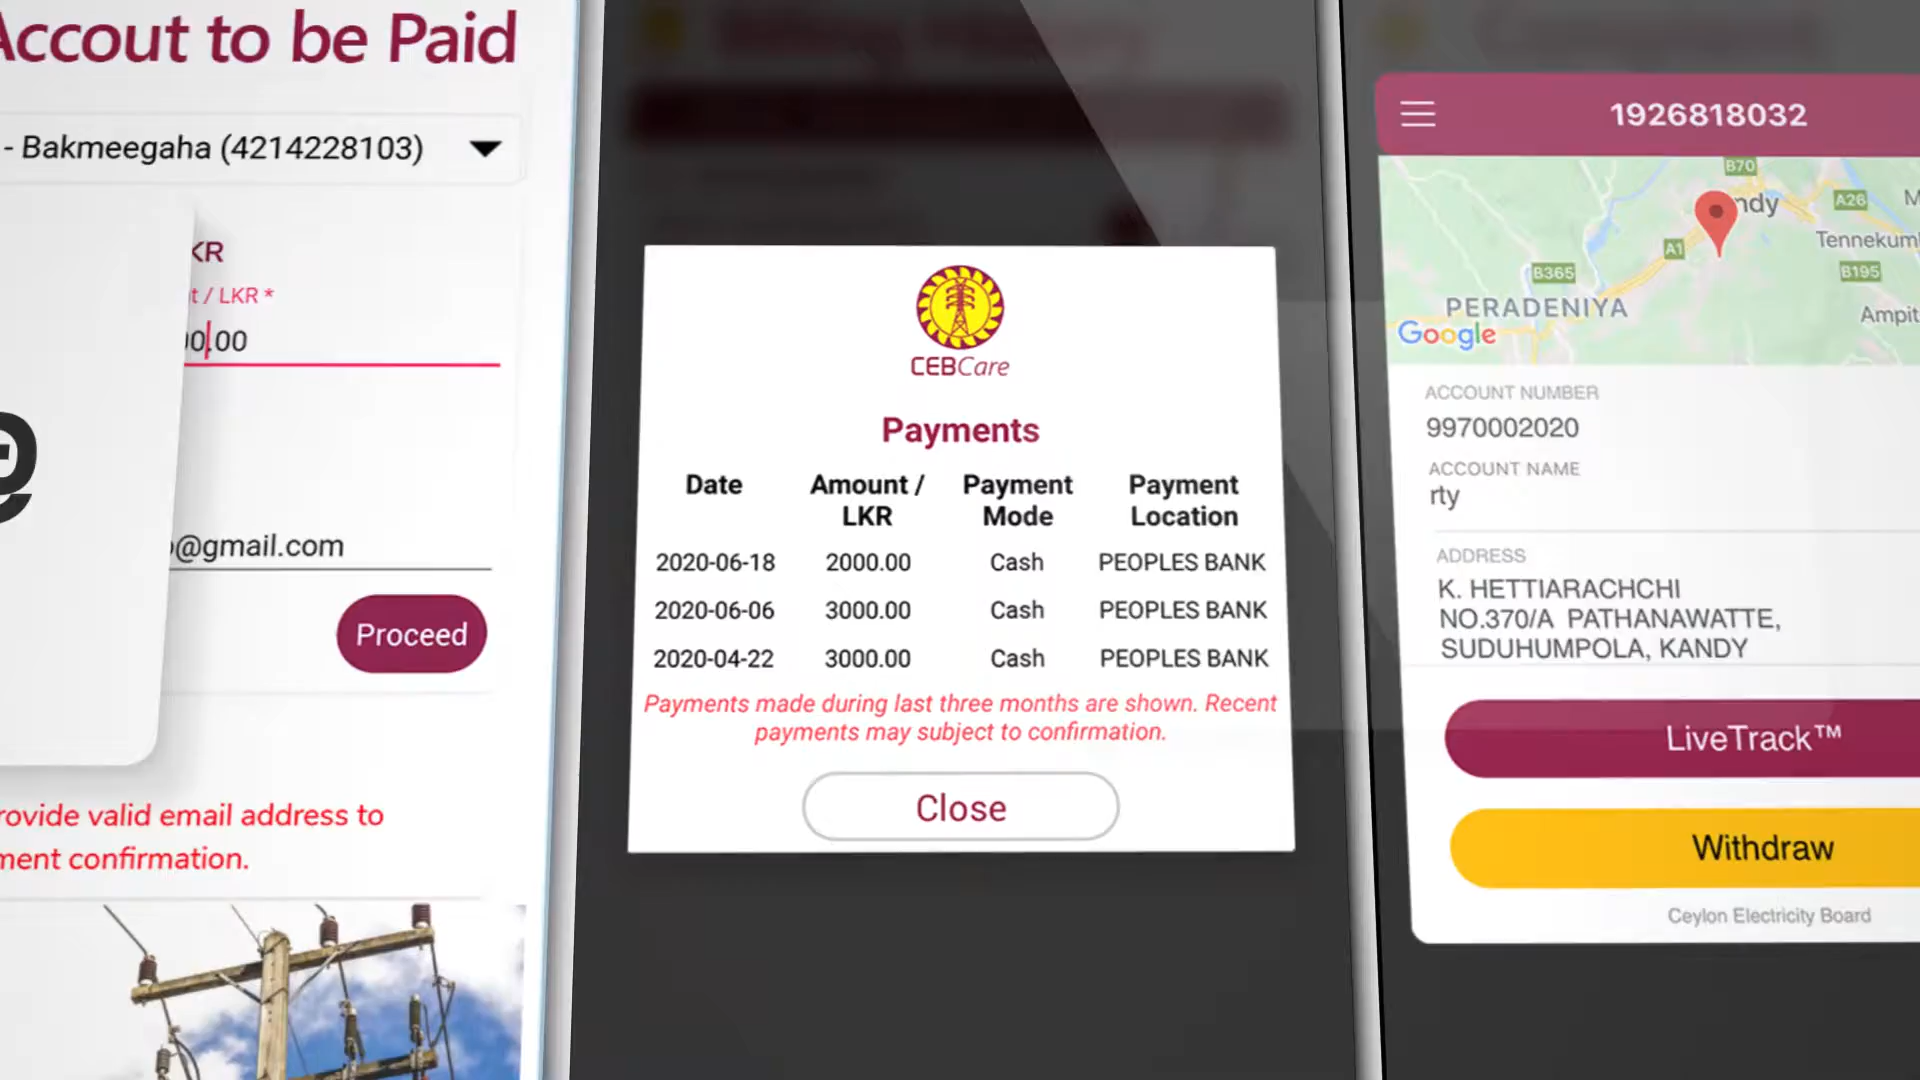 Accout to be Paid
- Bakmeegaha (4214228103)
KR
t / LKR *
00.00
@gmail.com
Proceed
rovide valid email address to
ment confirmation.
CEBCare
Payments
Date Amount / LKR Payment Mode Payment Location
2020-06-18 2000.00 Cash PEOPLES BANK
2020-06-06 3000.00 Cash PEOPLES BANK
2020-04-22 3000.00 Cash PEOPLES BANK
Payments made during last three months are shown. Recent
payments may subject to confirmation.
Close
1926818032
B70
ndy
A26
A1
Tennekum
B365
B195
PERADENIYA
Ampit
Google
ACCOUNT NUMBER
9970002020
ACCOUNT NAME
rty
ADDRESS
K. HETTIARACHCHI
NO.370/A PATHANAWATTE,
SUDUHUMPOLA, KANDY
LiveTrack™
Withdraw
Ceylon Electricity Board